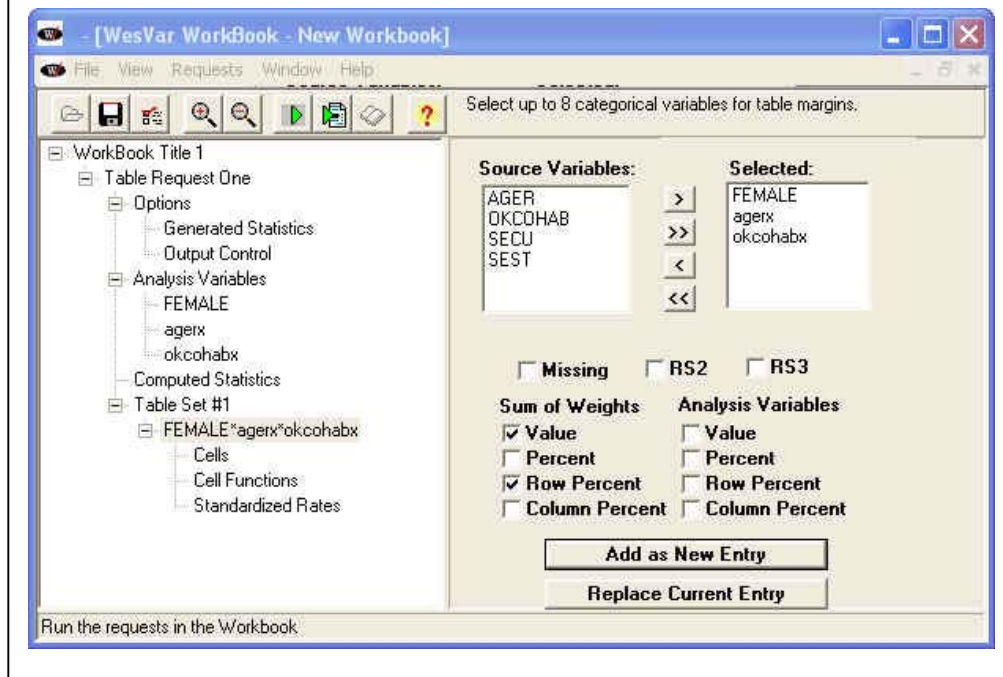 - [WesVar WorkBook - New Workbook]
File View Requests Window Help
Select up to 8 categorical variables for table margins.
WorkBook Title 1
Table Request One
Options
Generated Statistics
Output Control
Analysis Variables
FEMALE
agerx
okcohabx
Computed Statistics
Table Set #1
FEMALE*agerx*okcohabx
Cells
Cell Functions
Standardized Rates
Source Variables:
AGER
OKCOHAB
SECU
SEST
>
>>
<
<<
Selected:
FEMALE
agerx
okcohabx
Missing RS2 RS3
Sum of Weights Analysis Variables
Value Value
Percent Percent
Row Percent Row Percent
Column Percent Column Percent
Add as New Entry
Replace Current Entry
Run the requests in the Workbook